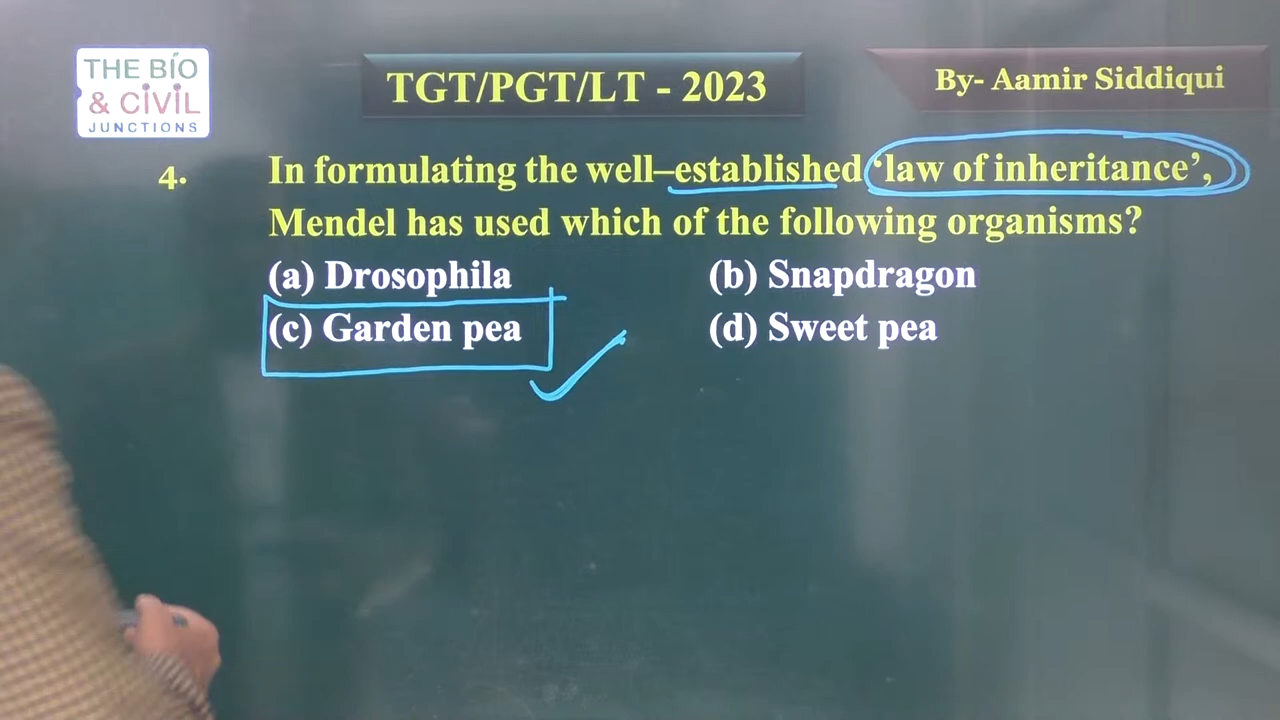 THE BIO
& CIVIL
JUNCTIONS
TGT/PGT/LT - 2023
By- Aamir Siddiqui
4. In formulating the well–established ‘law of inheritance’,
Mendel has used which of the following organisms?
(a) Drosophila (b) Snapdragon
(c) Garden pea (d) Sweet pea